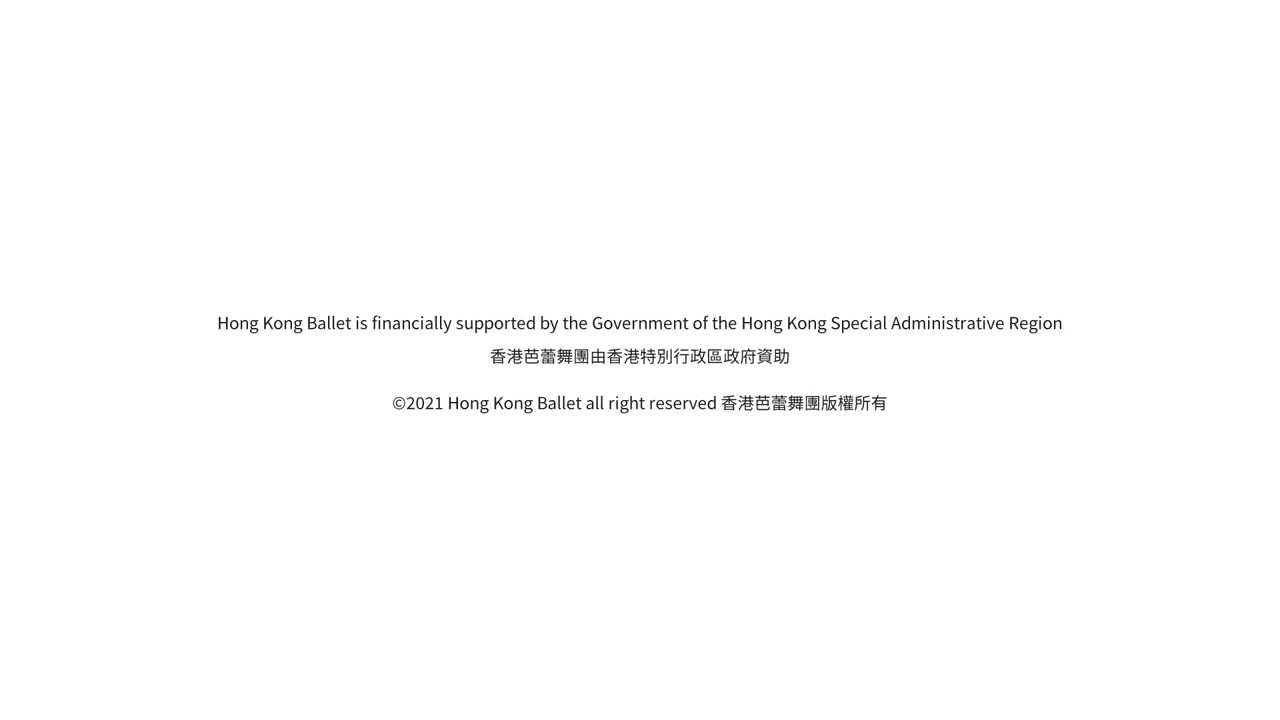 Hong Kong Ballet is financially supported by the Government of the Hong Kong Special Administrative Region
香港芭蕾舞團由香港特別行政區政府資助
©2021 Hong Kong Ballet all right reserved 香港芭蕾舞團版權所有